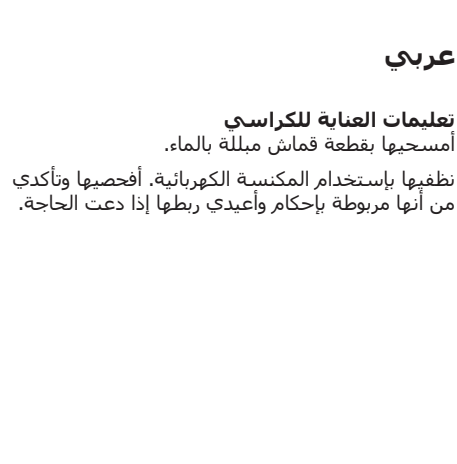 عربي
تعليمات العناية للكراسي
أمسحيها بقطعة قماش مبللة بالماء.
نظفيها بإستخدام المكنسة الكهربائية. أفحصيها وتأكدي
من أنها مربوطة بإحكام وأعيدي ربطها إذا دعت الحاجة.